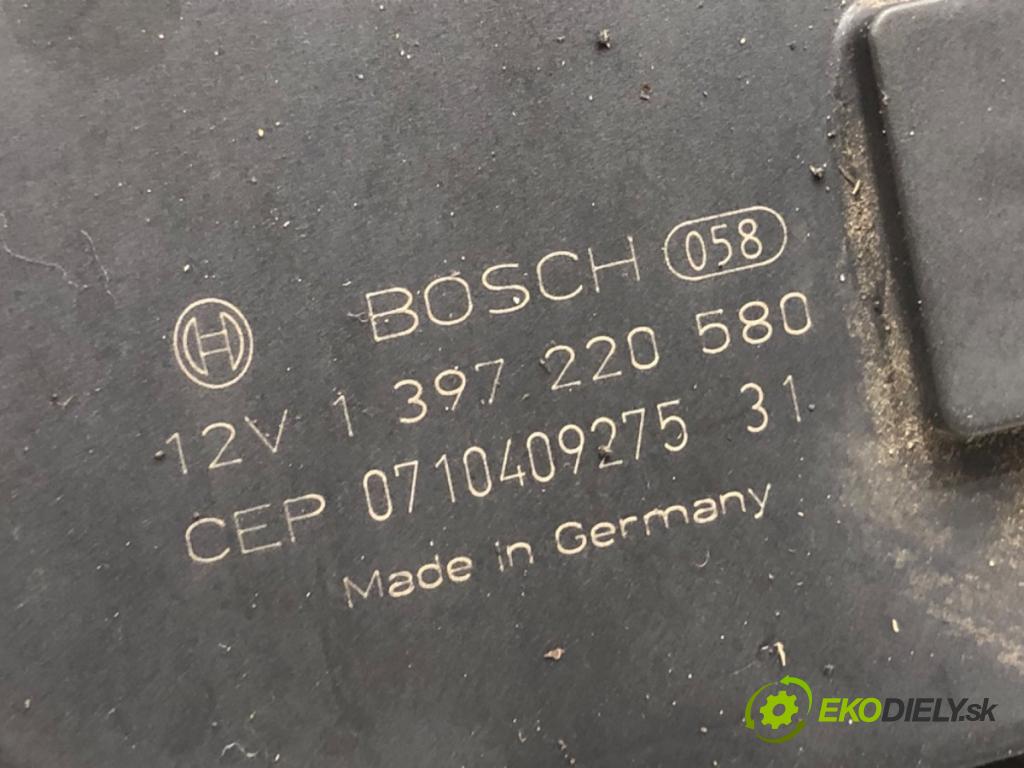 BOSCH 058
12V 1 397 220 580
CEP 0710409275 31
Made in Germany
EKODIELY.sk